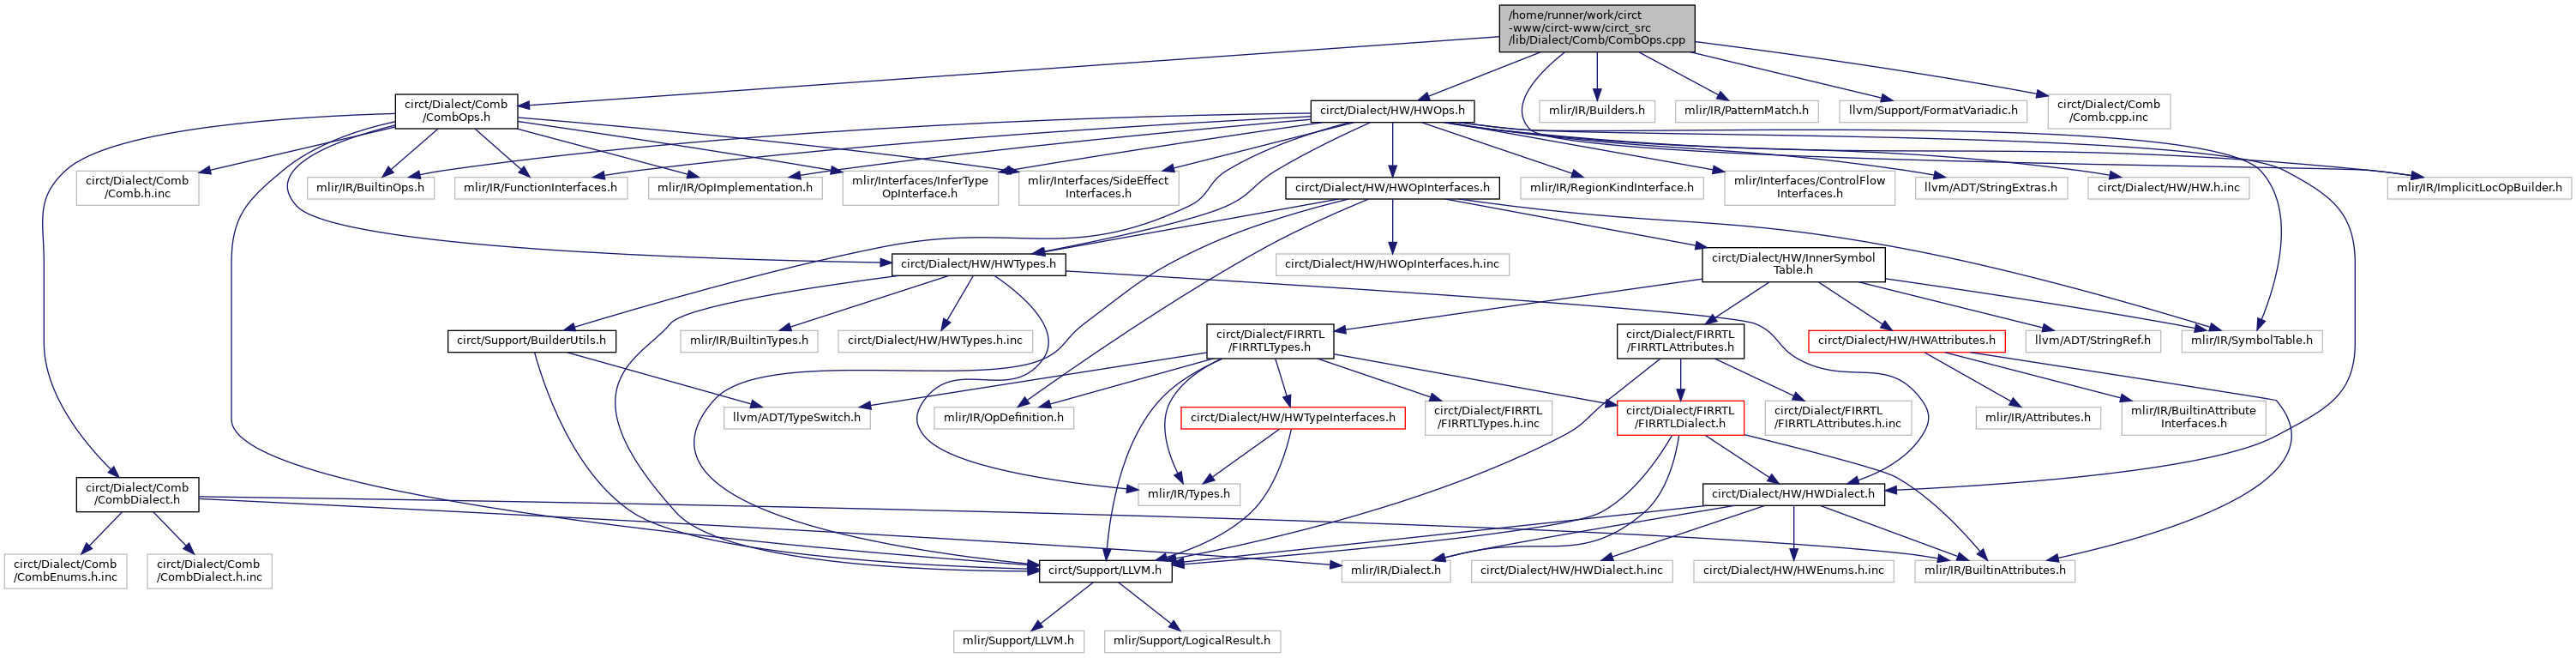 /home/runner/work/circt
-www/circt-www/circt_src
/lib/Dialect/Comb/CombOps.cpp
circt/Dialect/Comb
/CombOps.h
circt/Dialect/HW/HWOps.h
mlir/IR/Builders.h
mlir/IR/PatternMatch.h
llvm/Support/FormatVariadic.h
circt/Dialect/Comb
/Comb.cpp.inc
circt/Dialect/Comb
/Comb.h.inc
mlir/IR/BuiltinOps.h
mlir/IR/FunctionInterfaces.h
mlir/IR/OpImplementation.h
mlir/Interfaces/InferType
OpInterface.h
mlir/Interfaces/SideEffect
Interfaces.h
circt/Dialect/HW/HWOpInterfaces.h
mlir/IR/RegionKindInterface.h
mlir/Interfaces/ControlFlow
Interfaces.h
llvm/ADT/StringExtras.h
circt/Dialect/HW/HW.h.inc
mlir/IR/ImplicitLocOpBuilder.h
circt/Dialect/HW/HWTypes.h
circt/Dialect/HW/HWOpInterfaces.h.inc
circt/Dialect/HW/InnerSymbol
Table.h
circt/Support/BuilderUtils.h
mlir/IR/BuiltinTypes.h
circt/Dialect/HW/HWTypes.h.inc
circt/Dialect/FIRRTL
/FIRRTLTypes.h
circt/Dialect/FIRRTL
/FIRRTLAttributes.h
circt/Dialect/HW/HWAttributes.h
llvm/ADT/StringRef.h
mlir/IR/SymbolTable.h
llvm/ADT/TypeSwitch.h
mlir/IR/OpDefinition.h
circt/Dialect/HW/HWTypeInterfaces.h
circt/Dialect/FIRRTL
/FIRRTLTypes.h.inc
circt/Dialect/FIRRTL
/FIRRTLDialect.h
circt/Dialect/FIRRTL
/FIRRTLAttributes.h.inc
mlir/IR/Attributes.h
mlir/IR/BuiltinAttribute
Interfaces.h
circt/Dialect/Comb
/CombDialect.h
mlir/IR/Types.h
circt/Dialect/HW/HWDialect.h
circt/Dialect/Comb
/CombEnums.h.inc
circt/Dialect/Comb
/CombDialect.h.inc
circt/Support/LLVM.h
mlir/IR/Dialect.h
circt/Dialect/HW/HWDialect.h.inc
circt/Dialect/HW/HWEnums.h.inc
mlir/IR/BuiltinAttributes.h
mlir/Support/LLVM.h
mlir/Support/LogicalResult.h